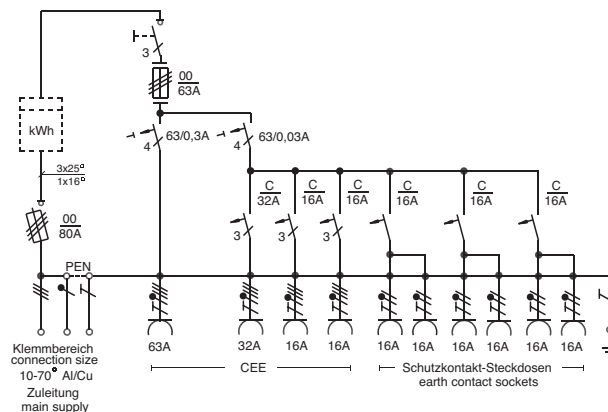 3
00
63A
kWh
63/0,3A
63/0,03A
4
4
3x25□
1x16□
C
32A
C
16A
C
16A
C
16A
C
16A
C
16A
00
80A
3
3
3
PEN
63A
32A
16A
16A
16A
16A
16A
16A
16A
16A
Klemmbereich
connection size
10-70□ Al/Cu
Zuleitung
main supply
CEE
Schutzkontakt-Steckdosen
earth contact sockets